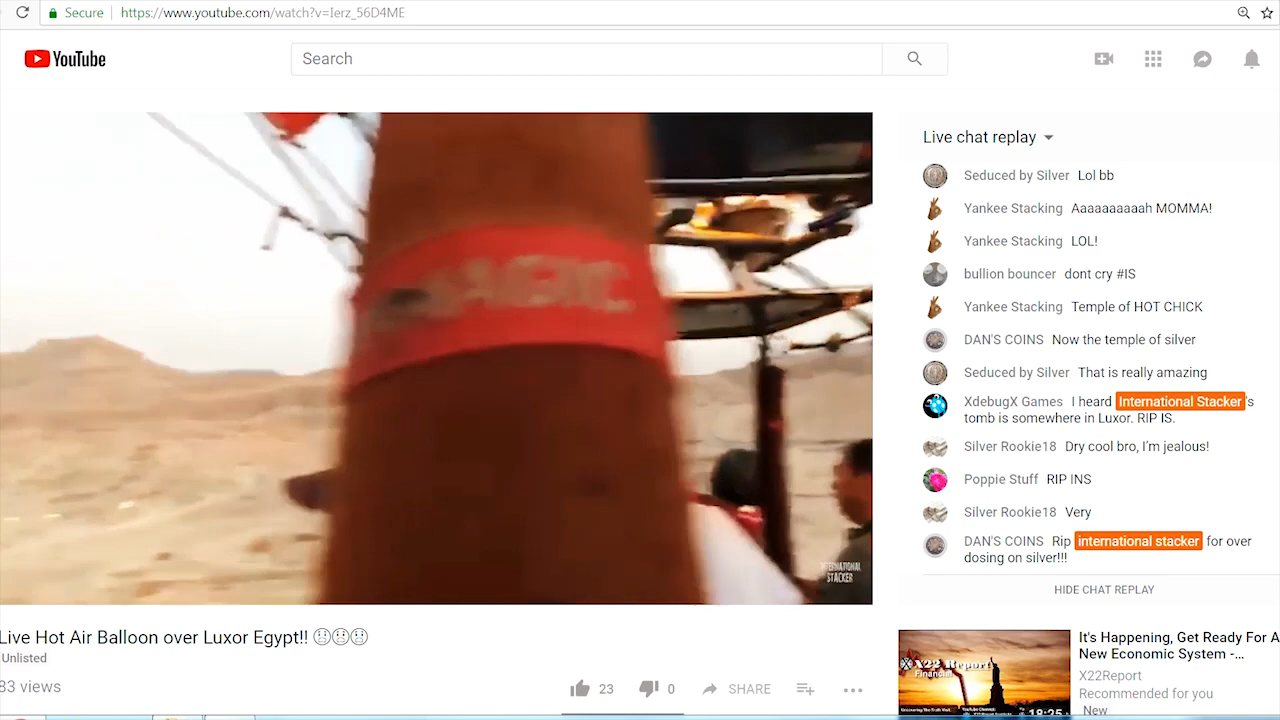 Secure
https://www.youtube.com/watch?v=Ierz_56D4ME
YouTube
Search
MAGIC
INTERNATIONAL
STACKER
Live chat replay
Seduced by Silver Lol bb
Yankee Stacking Aaaaaaaaah MOMMA!
Yankee Stacking LOL!
bullion bouncer dont cry #IS
Yankee Stacking Temple of HOT CHICK
DAN'S COINS Now the temple of silver
Seduced by Silver That is really amazing
XdebugX Games I heard International Stacker's
tomb is somewhere in Luxor. RIP IS.
Silver Rookie18 Dry cool bro, I'm jealous!
Poppie Stuff RIP INS
Silver Rookie18 Very
DAN'S COINS Rip international stacker for over
dosing on silver!!!
HIDE CHAT REPLAY
Live Hot Air Balloon over Luxor Egypt!! 😳😳😳
Unlisted
83 views
23
0
SHARE
X22 Report
Financial
18:25
It's Happening, Get Ready For A
New Economic System -...
X22Report
Recommended for you
New